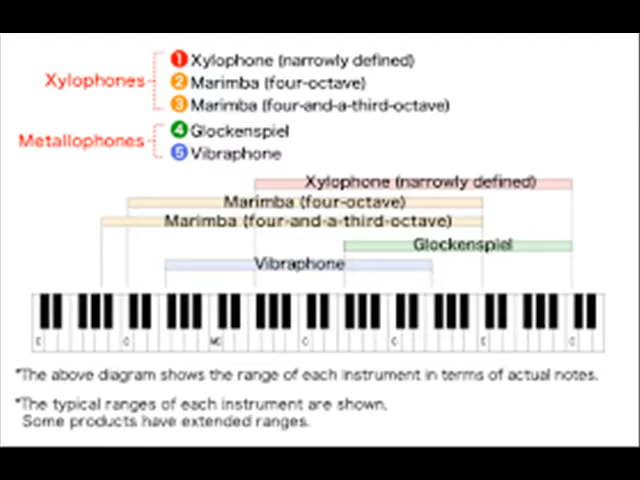 Xylophones
1 Xylophone (narrowly defined)
2 Marimba (four-octave)
3 Marimba (four-and-a-third-octave)
Metallophones
4 Glockenspiel
5 Vibraphone
Xylophone (narrowly defined)
Marimba (four-octave)
Marimba (four-and-a-third-octave)
Glockenspiel
Vibraphone
*The above diagram shows the range of each instrument in terms of actual notes.
*The typical ranges of each instrument are shown.
Some products have extended ranges.